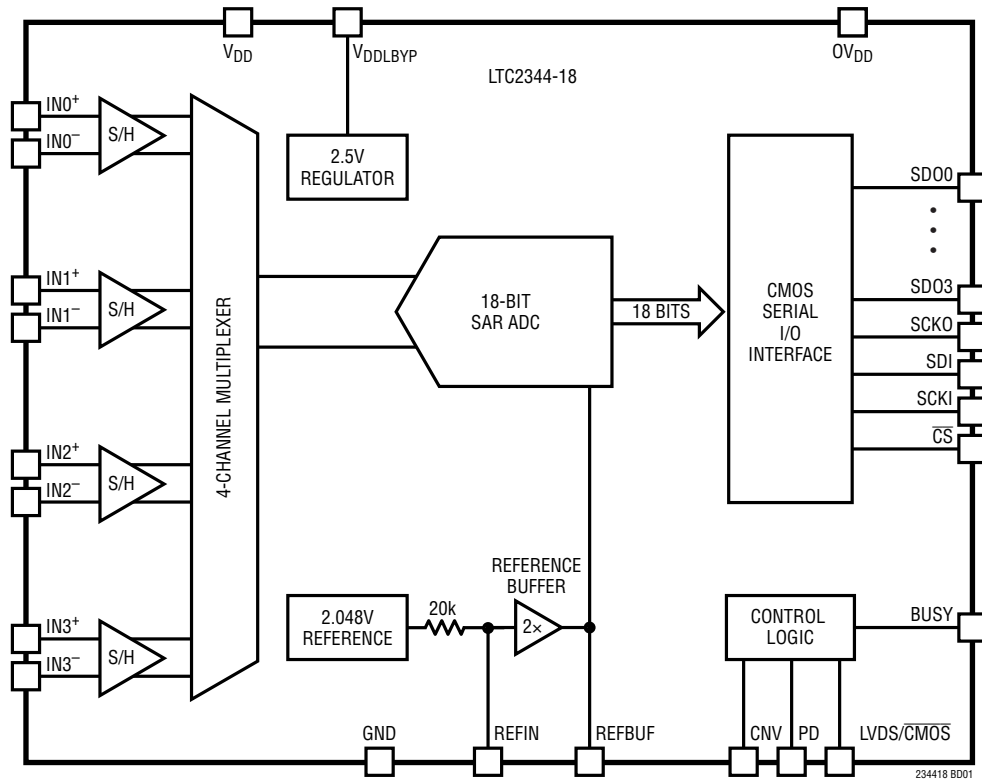 VDD
VDDLBYP
OVDD
LTC2344-18
IN0+
IN0−
S/H
2.5V
REGULATOR
SDO0
IN1+
IN1−
S/H
4-CHANNEL MULTIPLEXER
18-BIT
SAR ADC
18 BITS
CMOS
SERIAL
I/O
INTERFACE
SDO3
SCKO
SDI
SCKI
CS
IN2+
IN2−
S/H
REFERENCE
BUFFER
2.048V
REFERENCE
20k
2×
CONTROL
LOGIC
BUSY
IN3+
IN3−
S/H
GND
REFIN
REFBUF
CNV
PD
LVDS/CMOS
234418 BD01